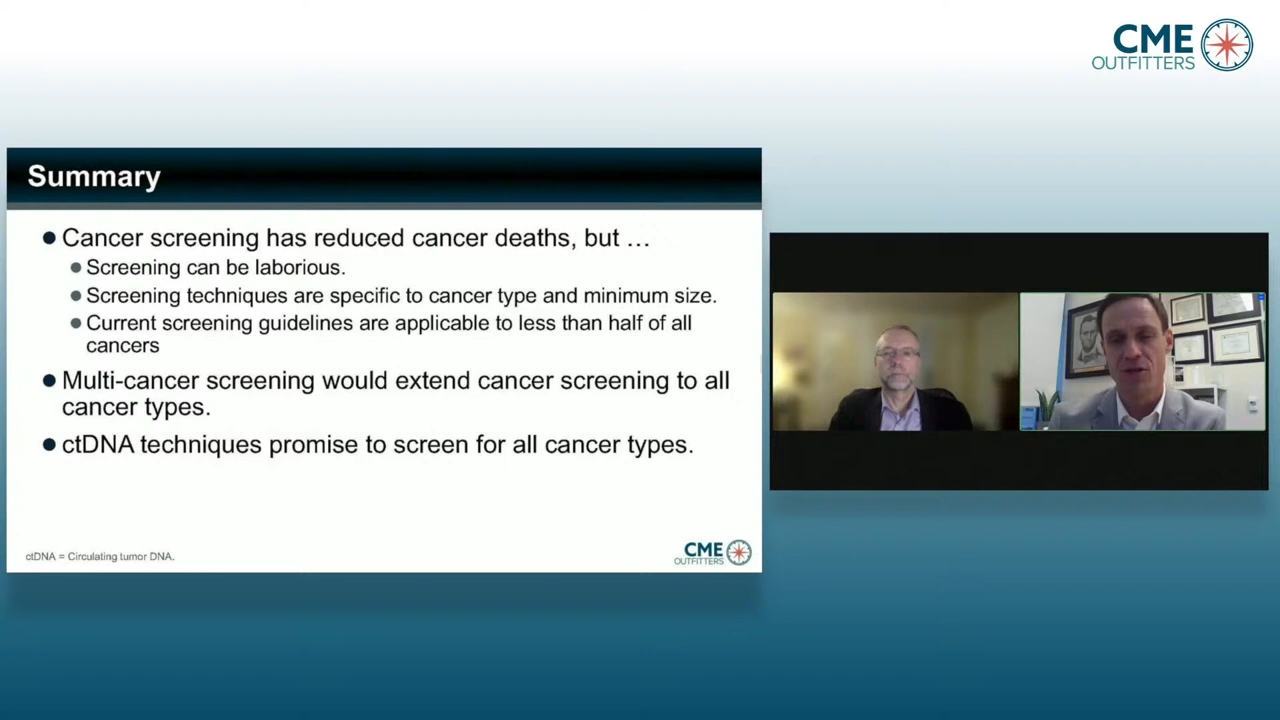 CME
OUTFITTERS
Summary
Cancer screening has reduced cancer deaths, but …
Screening can be laborious.
Screening techniques are specific to cancer type and minimum size.
Current screening guidelines are applicable to less than half of all
cancers
Multi-cancer screening would extend cancer screening to all
cancer types.
ctDNA techniques promise to screen for all cancer types.
ctDNA = Circulating tumor DNA.
CME
OUTFITTERS